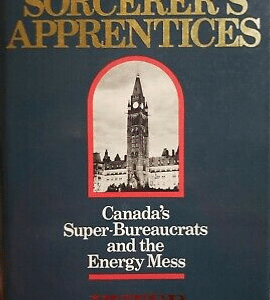 SORCERER'S
APPRENTICES
Canada's
Super-Bureaucrats
and the
Energy Mess